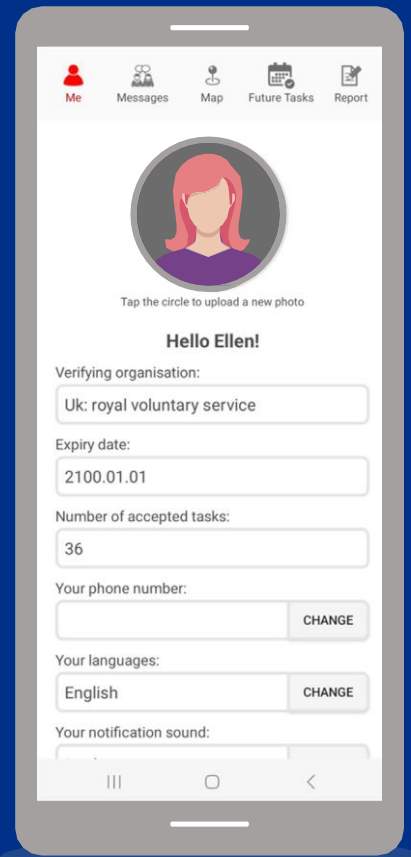 Me Messages Map Future Tasks Report
Tap the circle to upload a new photo
Hello Ellen!
Verifying organisation:
Uk: royal voluntary service
Expiry date:
2100.01.01
Number of accepted tasks:
36
Your phone number:
CHANGE
Your languages:
English CHANGE
Your notification sound: